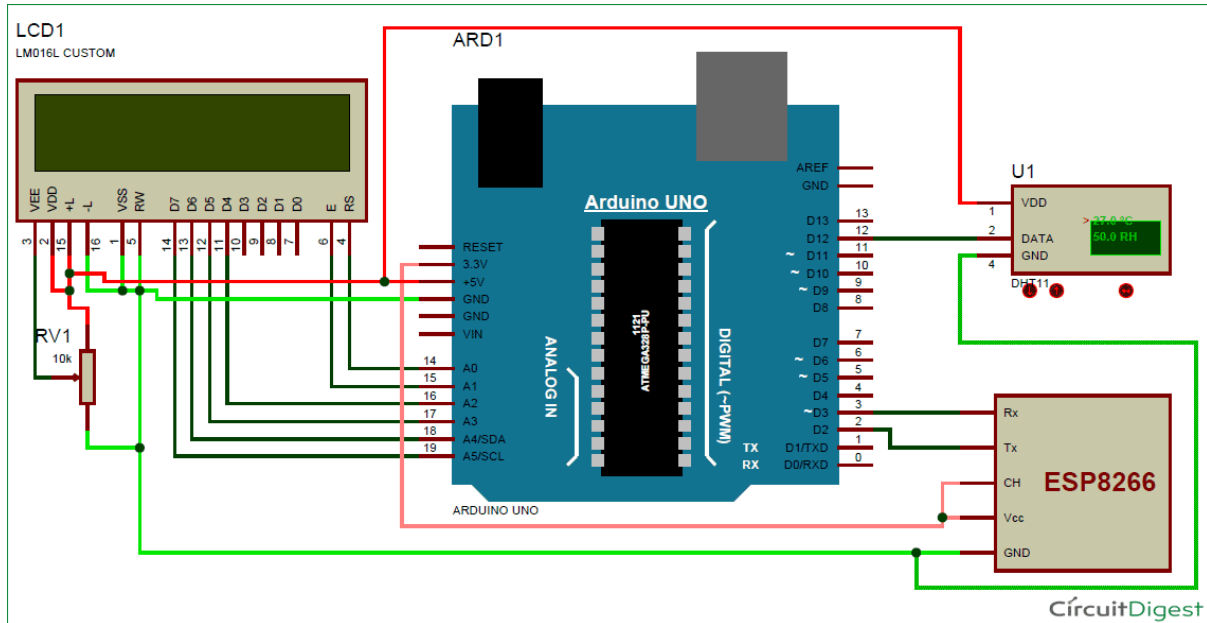 LCD1
LM016L CUSTOM
VEE
VDD
+L
-L
VSS
RW
D7
D6
D5
D4
D3
D2
D1
D0
E
RS
3
2
15
16
1
5
14
13
12
11
10
9
8
7
6
4
RV1
10k
ARD1
Arduino UNO
RESET
3.3V
+5V
GND
GND
VIN
14 A0
15 A1
16 A2
17 A3
18 A4/SDA
19 A5/SCL
ANALOG IN
1121
ATMEGA328P-PU
DIGITAL (~PWM)
AREF
GND
D13 13
D12 12
~ D11 11
~ D10 10
~ D9 9
D8 8
D7 7
~ D6 6
~ D5 5
D4 4
~D3 3
D2 2
TX D1/TXD 1
RX D0/RXD 0
ARDUINO UNO
U1
1 VDD
2 DATA
4 GND
> 27.0 °C
50.0 RH
DHT11
Rx
Tx
CH
Vcc
GND
ESP8266
CírcuitDigest